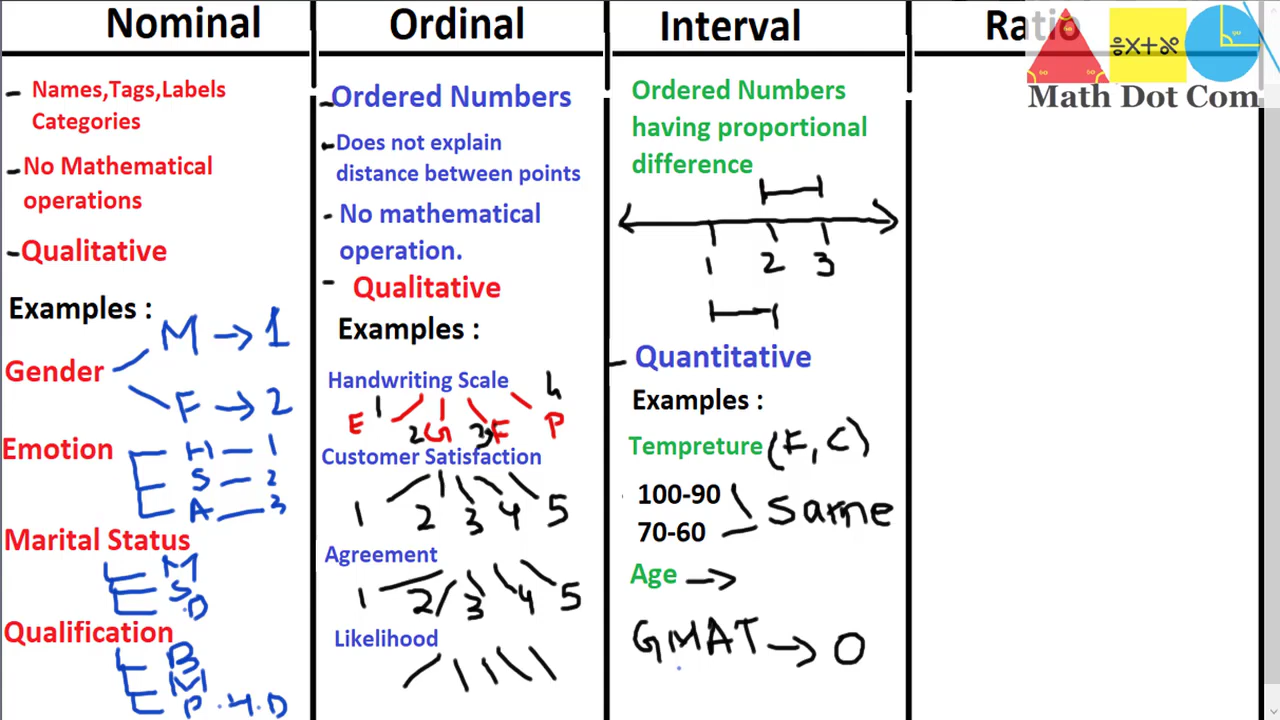 Nominal
Names,Tags,Labels
Categories
No Mathematical
operations
Qualitative
Examples :
Gender
M → 1
F → 2
Emotion
H – 1
S – 2
A – 3
Marital Status
M
S
D
Qualification
B
M
P.H.D
Ordinal
Ordered Numbers
Does not explain
distance between points
No mathematical
operation.
Qualitative
Examples :
Handwriting Scale
1 2 3 4
E G F P
Customer Satisfaction
1 2 3 4 5
Agreement
1 2 3 4 5
Likelihood
Interval
Ordered Numbers
having proportional
difference
1 2 3
Quantitative
Examples :
Tempreture (F, C)
100-90
70-60
Same
Age →
GMAT → 0
Ratio
÷x+%
Math Dot Com